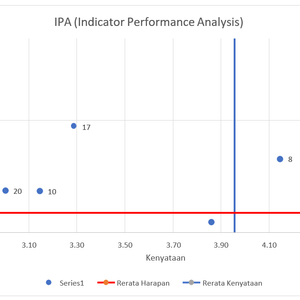 IPA (Indicator Performance Analysis)
17
8
20
10
3.10 3.30 3.50 3.70 3.90 4.10
Kenyataan
Series1 Rerata Harapan Rerata Kenyataan